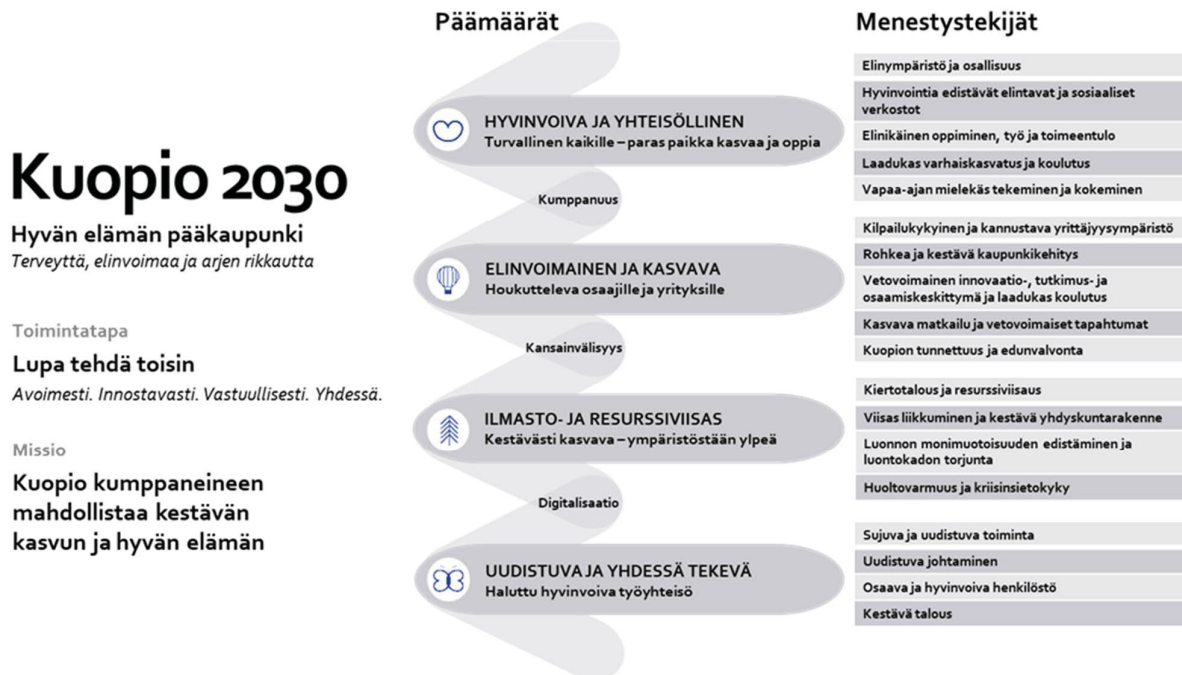 Kuopio 2030
Hyvän elämän pääkaupunki
Terveyttä, elinvoimaa ja arjen rikkautta
Toimintatapa
Lupa tehdä toisin
Avoimesti. Innostavasti. Vastuullisesti. Yhdessä.
Missio
Kuopio kumppaneineen
mahdollistaa kestävän
kasvun ja hyvän elämän
Päämäärät
HYVINVOIVA JA YHTEISÖLLINEN
Turvallinen kaikille – paras paikka kasvaa ja oppia
Kumppanuus
ELINVOIMAINEN JA KASVAVA
Houkutteleva osaajille ja yrityksille
Kansainvälisyys
ILMASTO- JA RESURSSIVIISAS
Kestävästi kasvava – ympäristöstään ylpeä
Digitalisaatio
UUDISTUVA JA YHDESSÄ TEKEVÄ
Haluttu hyvinvoiva työyhteisö
Menestystekijät
Elinympäristö ja osallisuus
Hyvinvointia edistävät elintavat ja sosiaaliset
verkostot
Elinikäinen oppiminen, työ ja toimeentulo
Laadukas varhaiskasvatus ja koulutus
Vapaa-ajan mielekäs tekeminen ja kokeminen
Kilpailukykyinen ja kannustava yrittäjyysympäristö
Rohkea ja kestävä kaupunkikehitys
Vetovoimainen innovaatio-, tutkimus- ja
osaamiskeskittymä ja laadukas koulutus
Kasvava matkailu ja vetovoimaiset tapahtumat
Kuopion tunnettuus ja edunvalvonta
Kiertotalous ja resurssiviisaus
Viisas liikkuminen ja kestävä yhdyskuntarakenne
Luonnon monimuotoisuuden edistäminen ja
luontokadon torjunta
Huoltovarmuus ja kriisinsietokyky
Sujuva ja uudistuva toiminta
Uudistuva johtaminen
Osaava ja hyvinvoiva henkilöstö
Kestävä talous